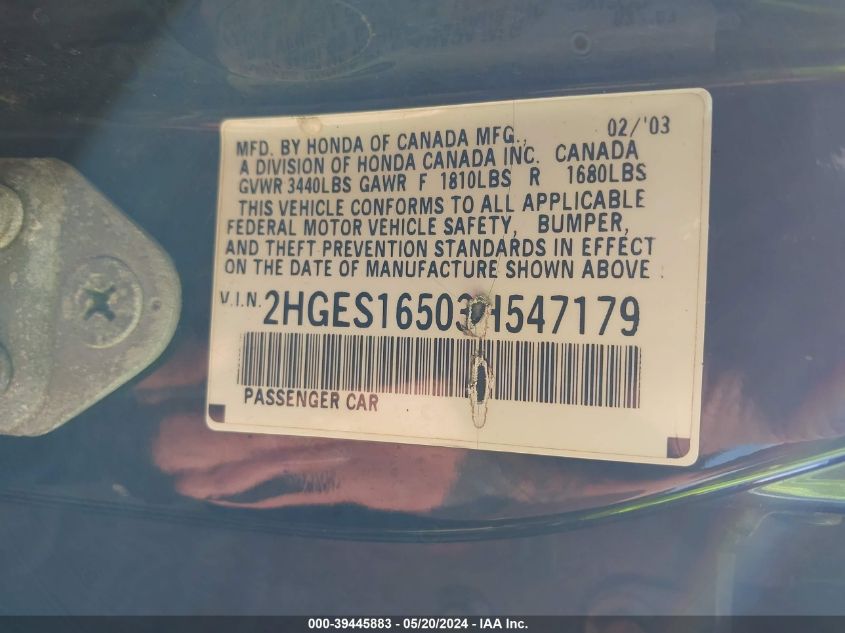 MFD. BY HONDA OF CANADA MFG., 02/'03
A DIVISION OF HONDA CANADA INC. CANADA
GVWR 3440LBS GAWR F 1810LBS R 1680LBS
THIS VEHICLE CONFORMS TO ALL APPLICABLE
FEDERAL MOTOR VEHICLE SAFETY, BUMPER,
AND THEFT PREVENTION STANDARDS IN EFFECT
ON THE DATE OF MANUFACTURE SHOWN ABOVE.
V.I.N. 2HGES16503H547179
PASSENGER CAR
000-39445883 - 05/20/2024 - IAA Inc.